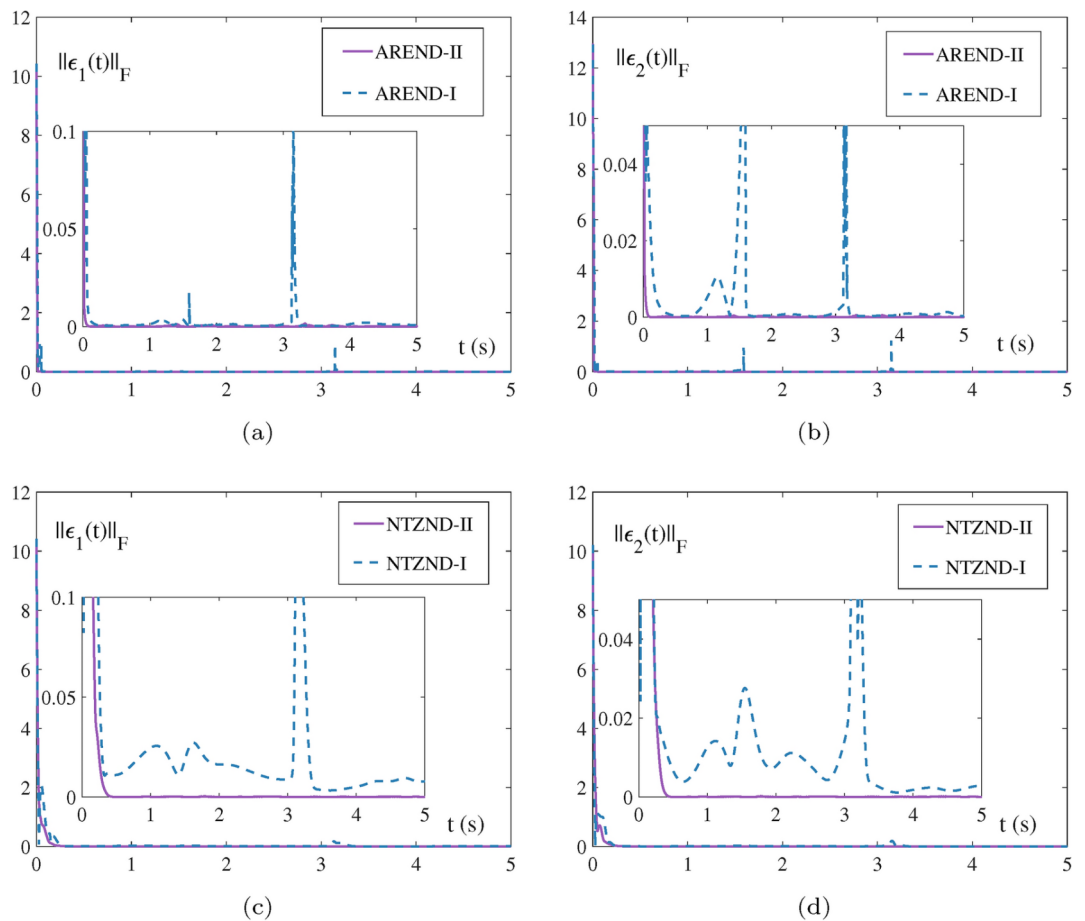 12
10
8
6
4
2
0
||ϵ1(t)||F
AREND-II
AREND-I
0.1
0.05
0
0 1 2 3 4 5
t (s)
0 1 2 3 4 5
(a)
14
12
10
8
6
4
2
0
||ϵ2(t)||F
AREND-II
AREND-I
0.04
0.02
0
0 1 2 3 4 5
t (s)
0 1 2 3 4 5
(b)
12
10
8
6
4
2
0
||ϵ1(t)||F
NTZND-II
NTZND-I
0.1
0.05
0
0 1 2 3 4 5
t (s)
0 1 2 3 4 5
(c)
12
10
8
6
4
2
0
||ϵ2(t)||F
NTZND-II
NTZND-I
0.04
0.02
0
0 1 2 3 4 5
t (s)
0 1 2 3 4 5
(d)